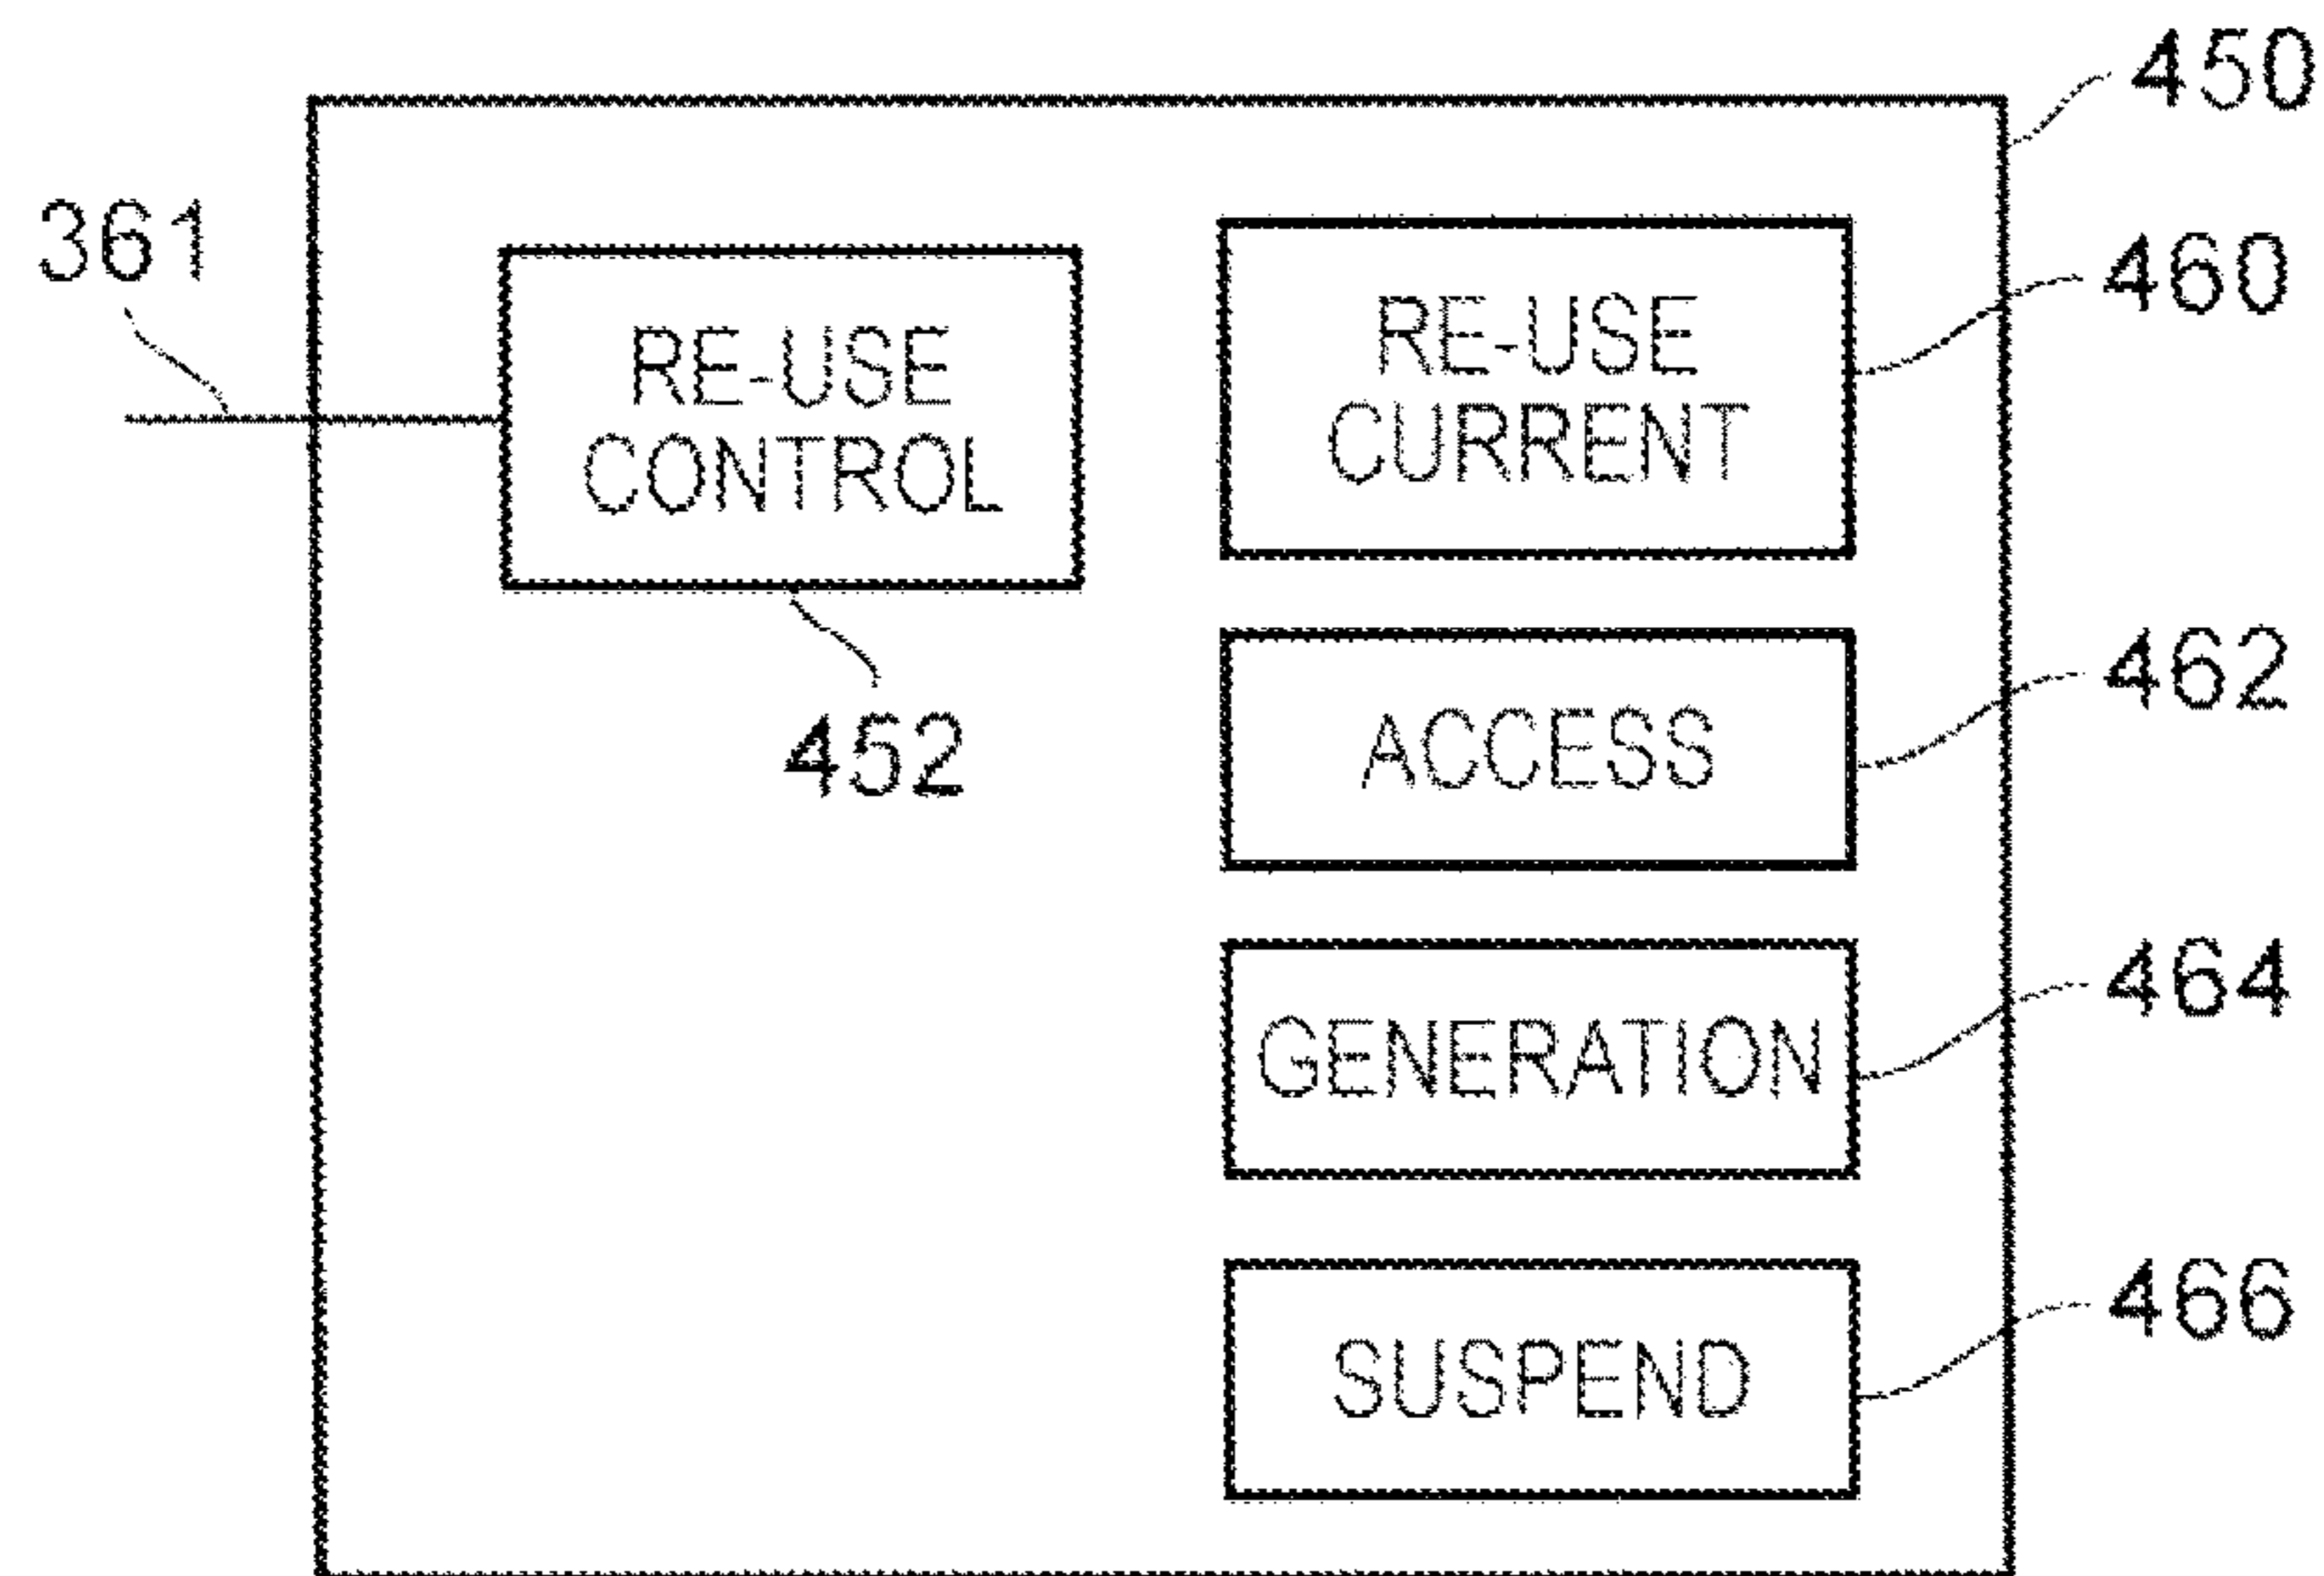 450
361
RE-USE
CONTROL
452
RE-USE
CURRENT
460
ACCESS
462
GENERATION
464
SUSPEND
466